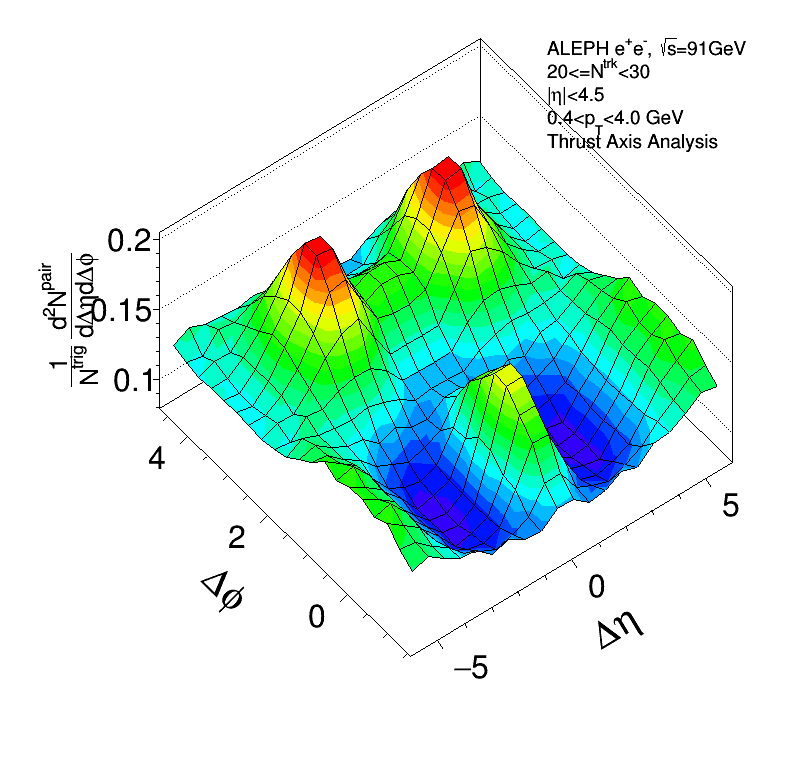 ALEPH e⁺e⁻, √s=91GeV
20<=Nᵗʳᵏ<30
|η|<4.5
0.4<p_T<4.0 GeV
Thrust Axis Analysis
0.2
0.15
0.1
1/N^trig d²N^pair/dΔηdΔφ
4
2
0
Δφ
5
0
−5
Δη